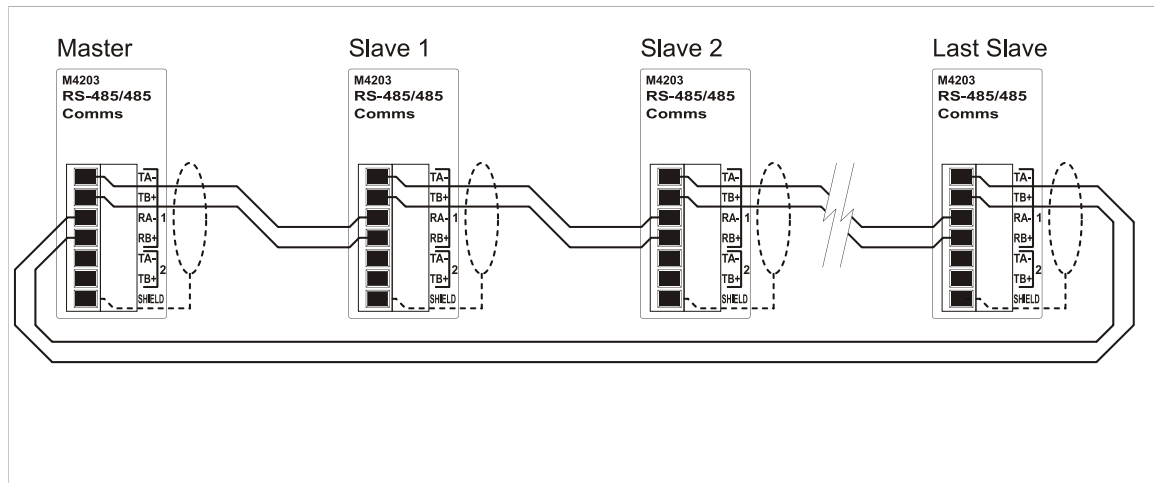 Master
M4203
RS-485/485
Comms
TA-
TB+
RA-
RB+
1
TA-
TB+
2
SHIELD
Slave 1
M4203
RS-485/485
Comms
TA-
TB+
RA-
RB+
1
TA-
TB+
2
SHIELD
Slave 2
M4203
RS-485/485
Comms
TA-
TB+
RA-
RB+
1
TA-
TB+
2
SHIELD
Last Slave
M4203
RS-485/485
Comms
TA-
TB+
RA-
RB+
1
TA-
TB+
2
SHIELD